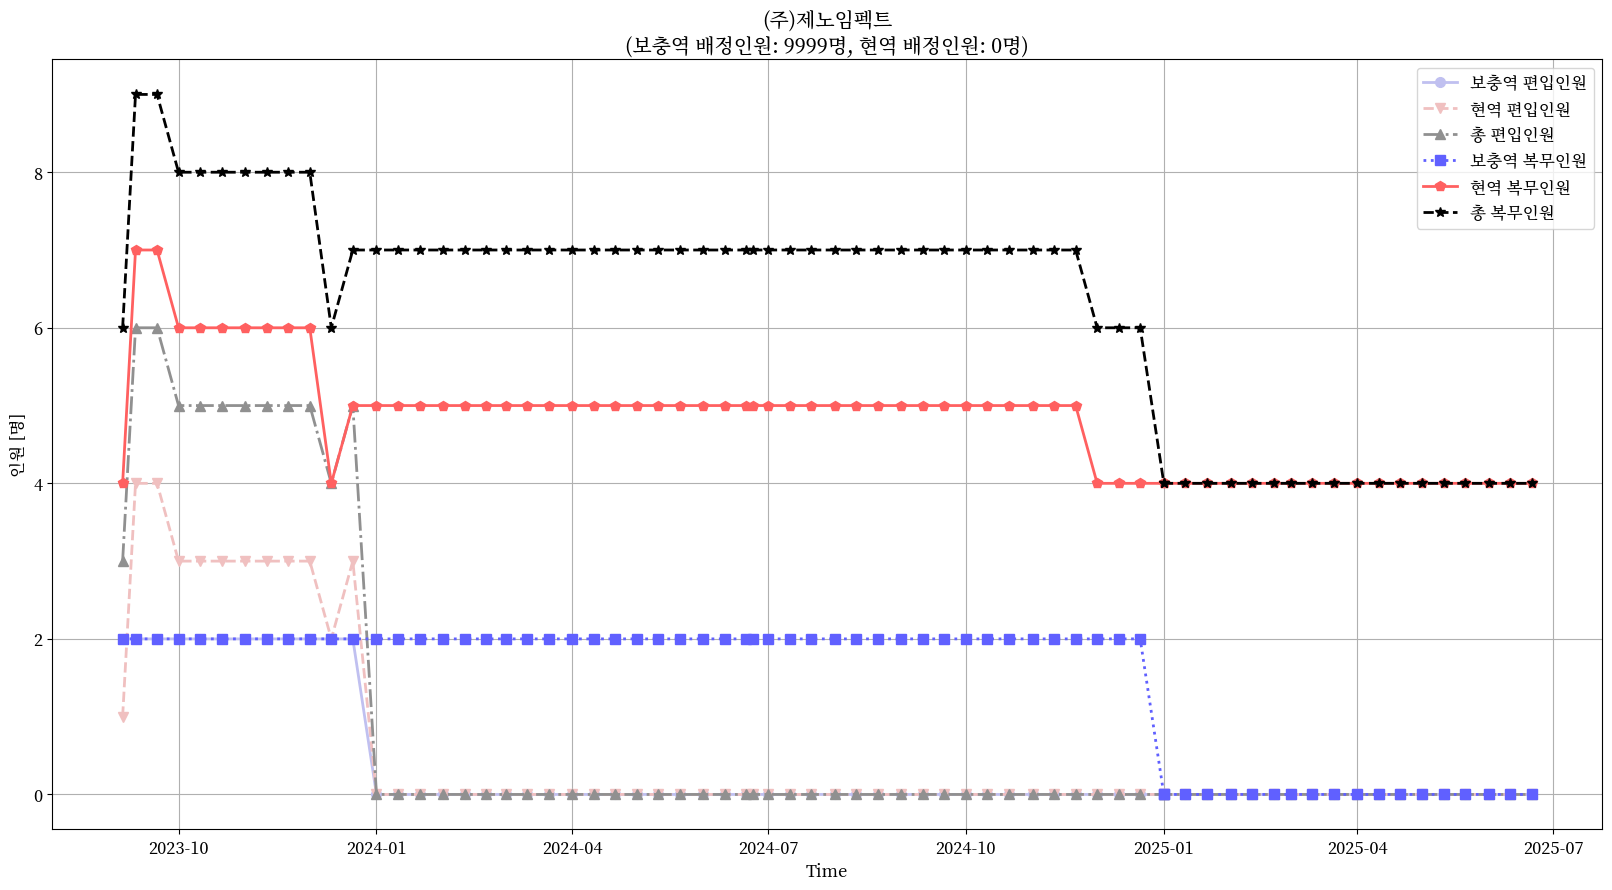 (주)제노임펙트
(보충역 배정인원: 9999명, 현역 배정인원: 0명)
보충역 편입인원
현역 편입인원
총 편입인원
보충역 복무인원
현역 복무인원
총 복무인원
인원 [명]
8
6
4
2
0
2023-10
2024-01
2024-04
2024-07
2024-10
2025-01
2025-04
2025-07
Time